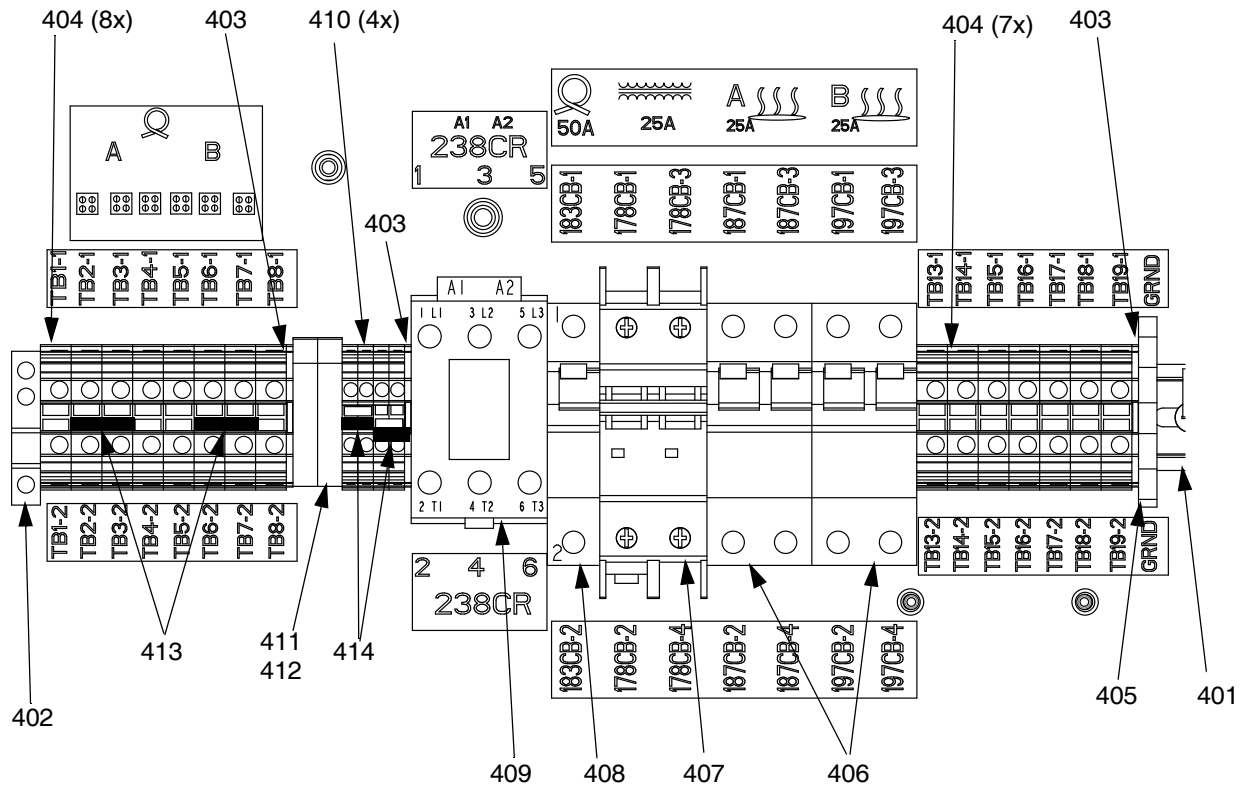 404 (8x)
403
410 (4x)
404 (7x)
403
50A
25A
A
25A
B
25A
A1 A2
238CR
1 3 5
A B
403
183CB-1
178CB-1
178CB-3
187CB-1
187CB-3
197CB-1
197CB-3
TB1-1
TB2-1
TB3-1
TB4-1
TB5-1
TB6-1
TB7-1
TB8-1
TB13-1
TB14-1
TB15-1
TB16-1
TB17-1
TB18-1
TB19-1
GRND
A1 A2
1 L1 3 L2 5 L3
1
2 T1 4 T2 6 T3
2
TB1-2
TB2-2
TB3-2
TB4-2
TB5-2
TB6-2
TB7-2
TB8-2
TB13-2
TB14-2
TB15-2
TB16-2
TB17-2
TB18-2
TB19-2
GRND
2 4 6
238CR
183CB-2
178CB-2
178CB-4
187CB-2
187CB-4
197CB-2
197CB-4
413
411
412
414
402
405
401
409
408
407
406